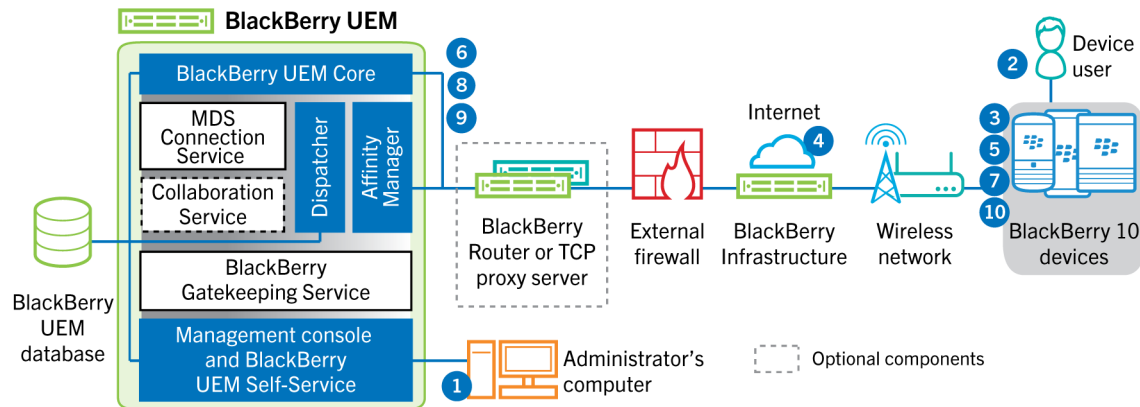 BlackBerry UEM
BlackBerry UEM Core
MDS
Connection
Service
Collaboration
Service
Dispatcher
Affinity
Manager
BlackBerry
Gatekeeping Service
Management console
and BlackBerry
UEM Self-Service
BlackBerry
UEM
database
6
8
9
1
Administrator's
computer
BlackBerry
Router or TCP
proxy server
External
firewall
Internet
4
BlackBerry
Infrastructure
Wireless
network
2
Device
user
3
5
7
10
BlackBerry 10
devices
Optional components